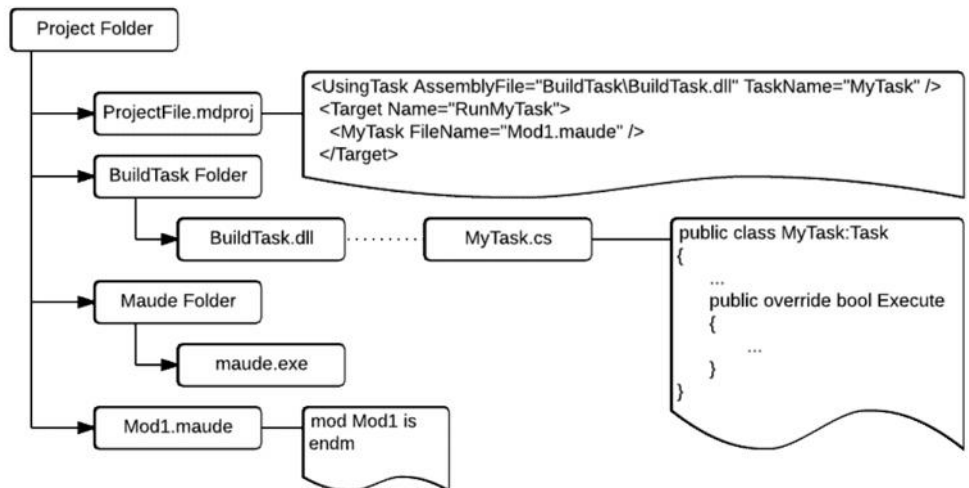 Project Folder
ProjectFile.mdproj
<UsingTask AssemblyFile="BuildTask\BuildTask.dll" TaskName="MyTask" />
<Target Name="RunMyTask">
<MyTask FileName="Mod1.maude" />
</Target>
BuildTask Folder
BuildTask.dll
MyTask.cs
public class MyTask:Task
{
...
public override bool Execute
{
...
}
}
Maude Folder
maude.exe
Mod1.maude
mod Mod1 is
endm